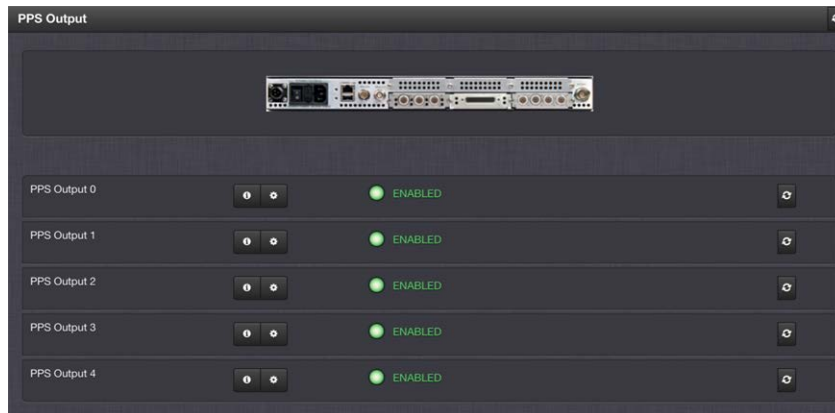 PPS Output
PPS Output 0 ENABLED
PPS Output 1 ENABLED
PPS Output 2 ENABLED
PPS Output 3 ENABLED
PPS Output 4 ENABLED